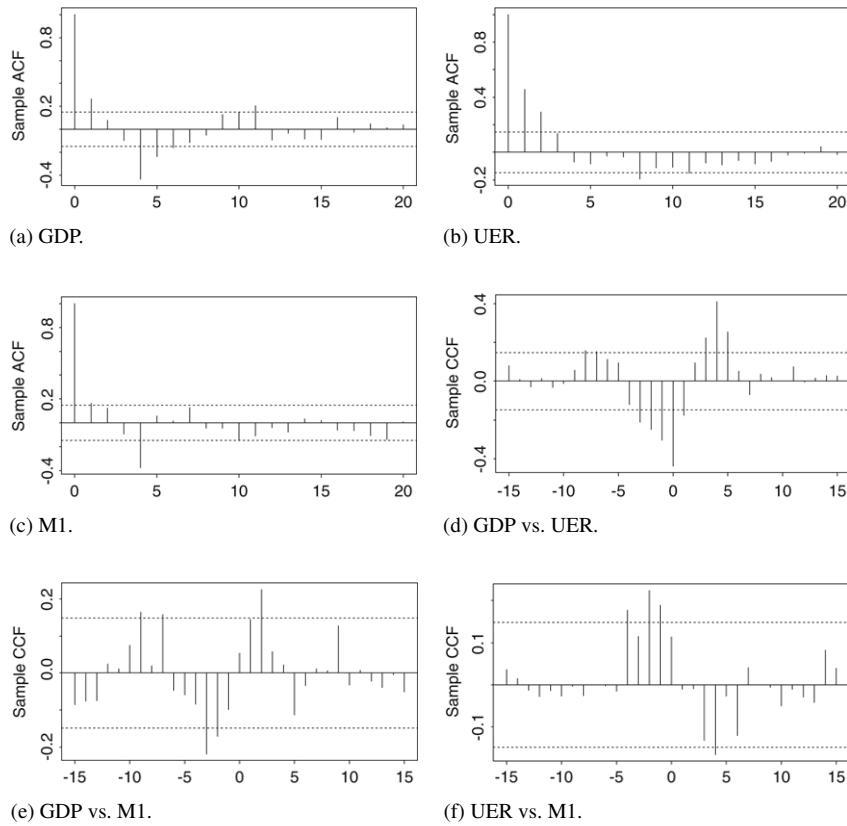 Sample ACF
0.8
0.2
-0.4
0 5 10 15 20
(a) GDP.
Sample ACF
0.8
0.4
-0.2
0 5 10 15 20
(b) UER.
Sample ACF
0.8
0.2
-0.4
0 5 10 15 20
(c) M1.
Sample CCF
0.4
0.0
-0.4
-15 -10 -5 0 5 10 15
(d) GDP vs. UER.
Sample CCF
0.2
0.0
-0.2
-15 -10 -5 0 5 10 15
(e) GDP vs. M1.
Sample CCF
0.1
-0.1
-15 -10 -5 0 5 10 15
(f) UER vs. M1.